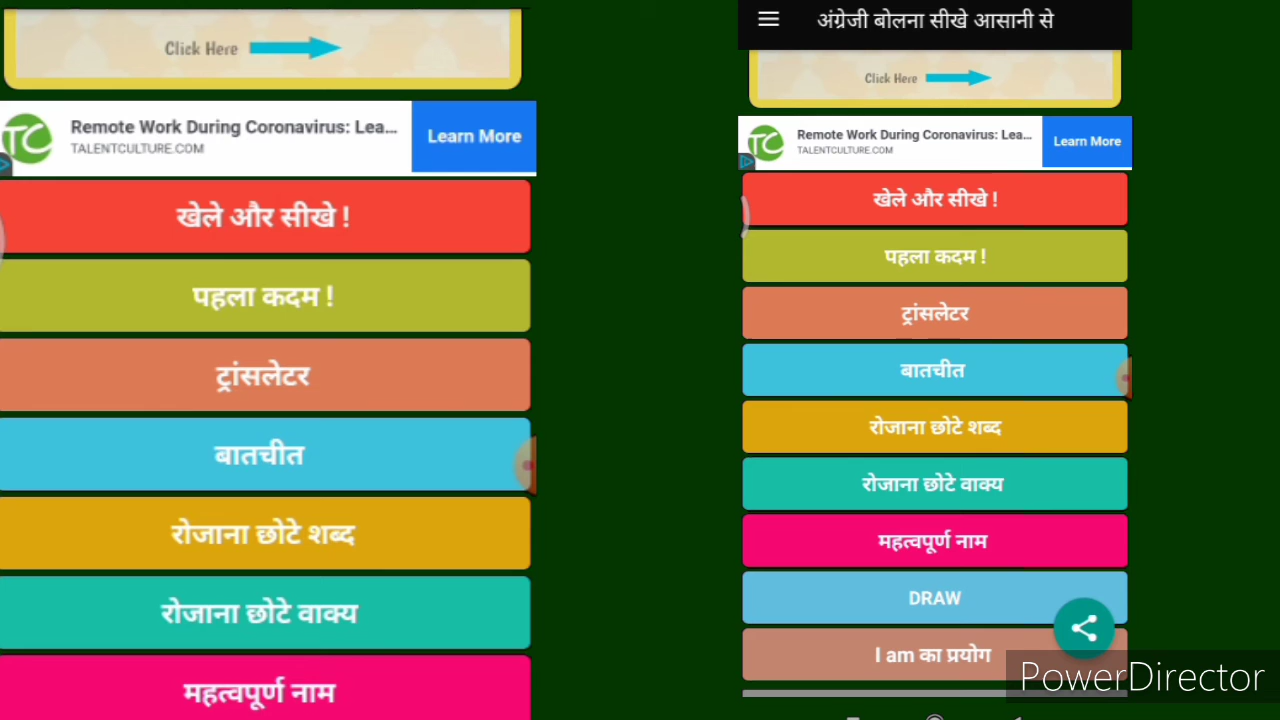 Click Here
Remote Work During Coronavirus: Lea...
TALENTCULTURE.COM
Learn More
खेले और सीखे !
पहला कदम !
ट्रांसलेटर
बातचीत
रोजाना छोटे शब्द
रोजाना छोटे वाक्य
महत्वपूर्ण नाम
अंग्रेजी बोलना सीखे आसानी से
Click Here
Remote Work During Coronavirus: Lea...
TALENTCULTURE.COM
Learn More
खेले और सीखे !
पहला कदम !
ट्रांसलेटर
बातचीत
रोजाना छोटे शब्द
रोजाना छोटे वाक्य
महत्वपूर्ण नाम
DRAW
I am का प्रयोग
PowerDirector